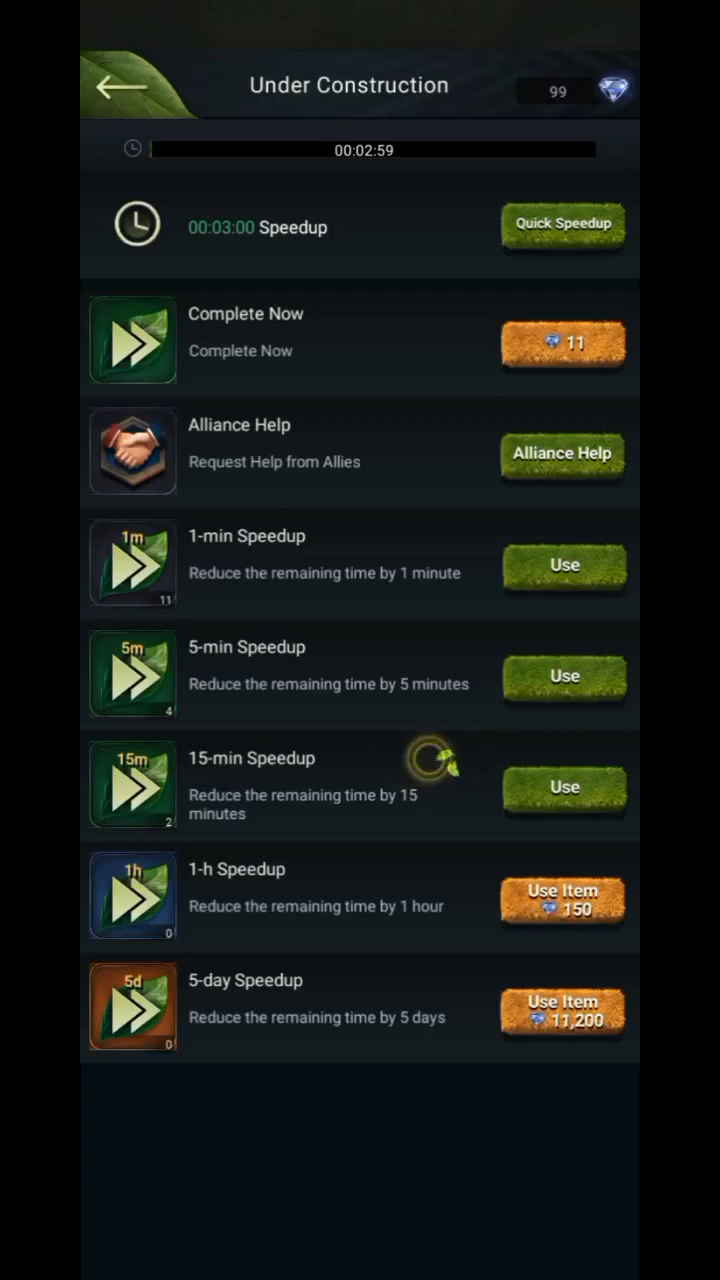 Under Construction
99
00:02:59
00:03:00 Speedup
Quick Speedup
Complete Now
Complete Now
11
Alliance Help
Request Help from Allies
Alliance Help
1m
11
1-min Speedup
Reduce the remaining time by 1 minute
Use
5m
4
5-min Speedup
Reduce the remaining time by 5 minutes
Use
15m
2
15-min Speedup
Reduce the remaining time by 15
minutes
Use
1h
0
1-h Speedup
Reduce the remaining time by 1 hour
Use Item
150
5d
0
5-day Speedup
Reduce the remaining time by 5 days
Use Item
11,200